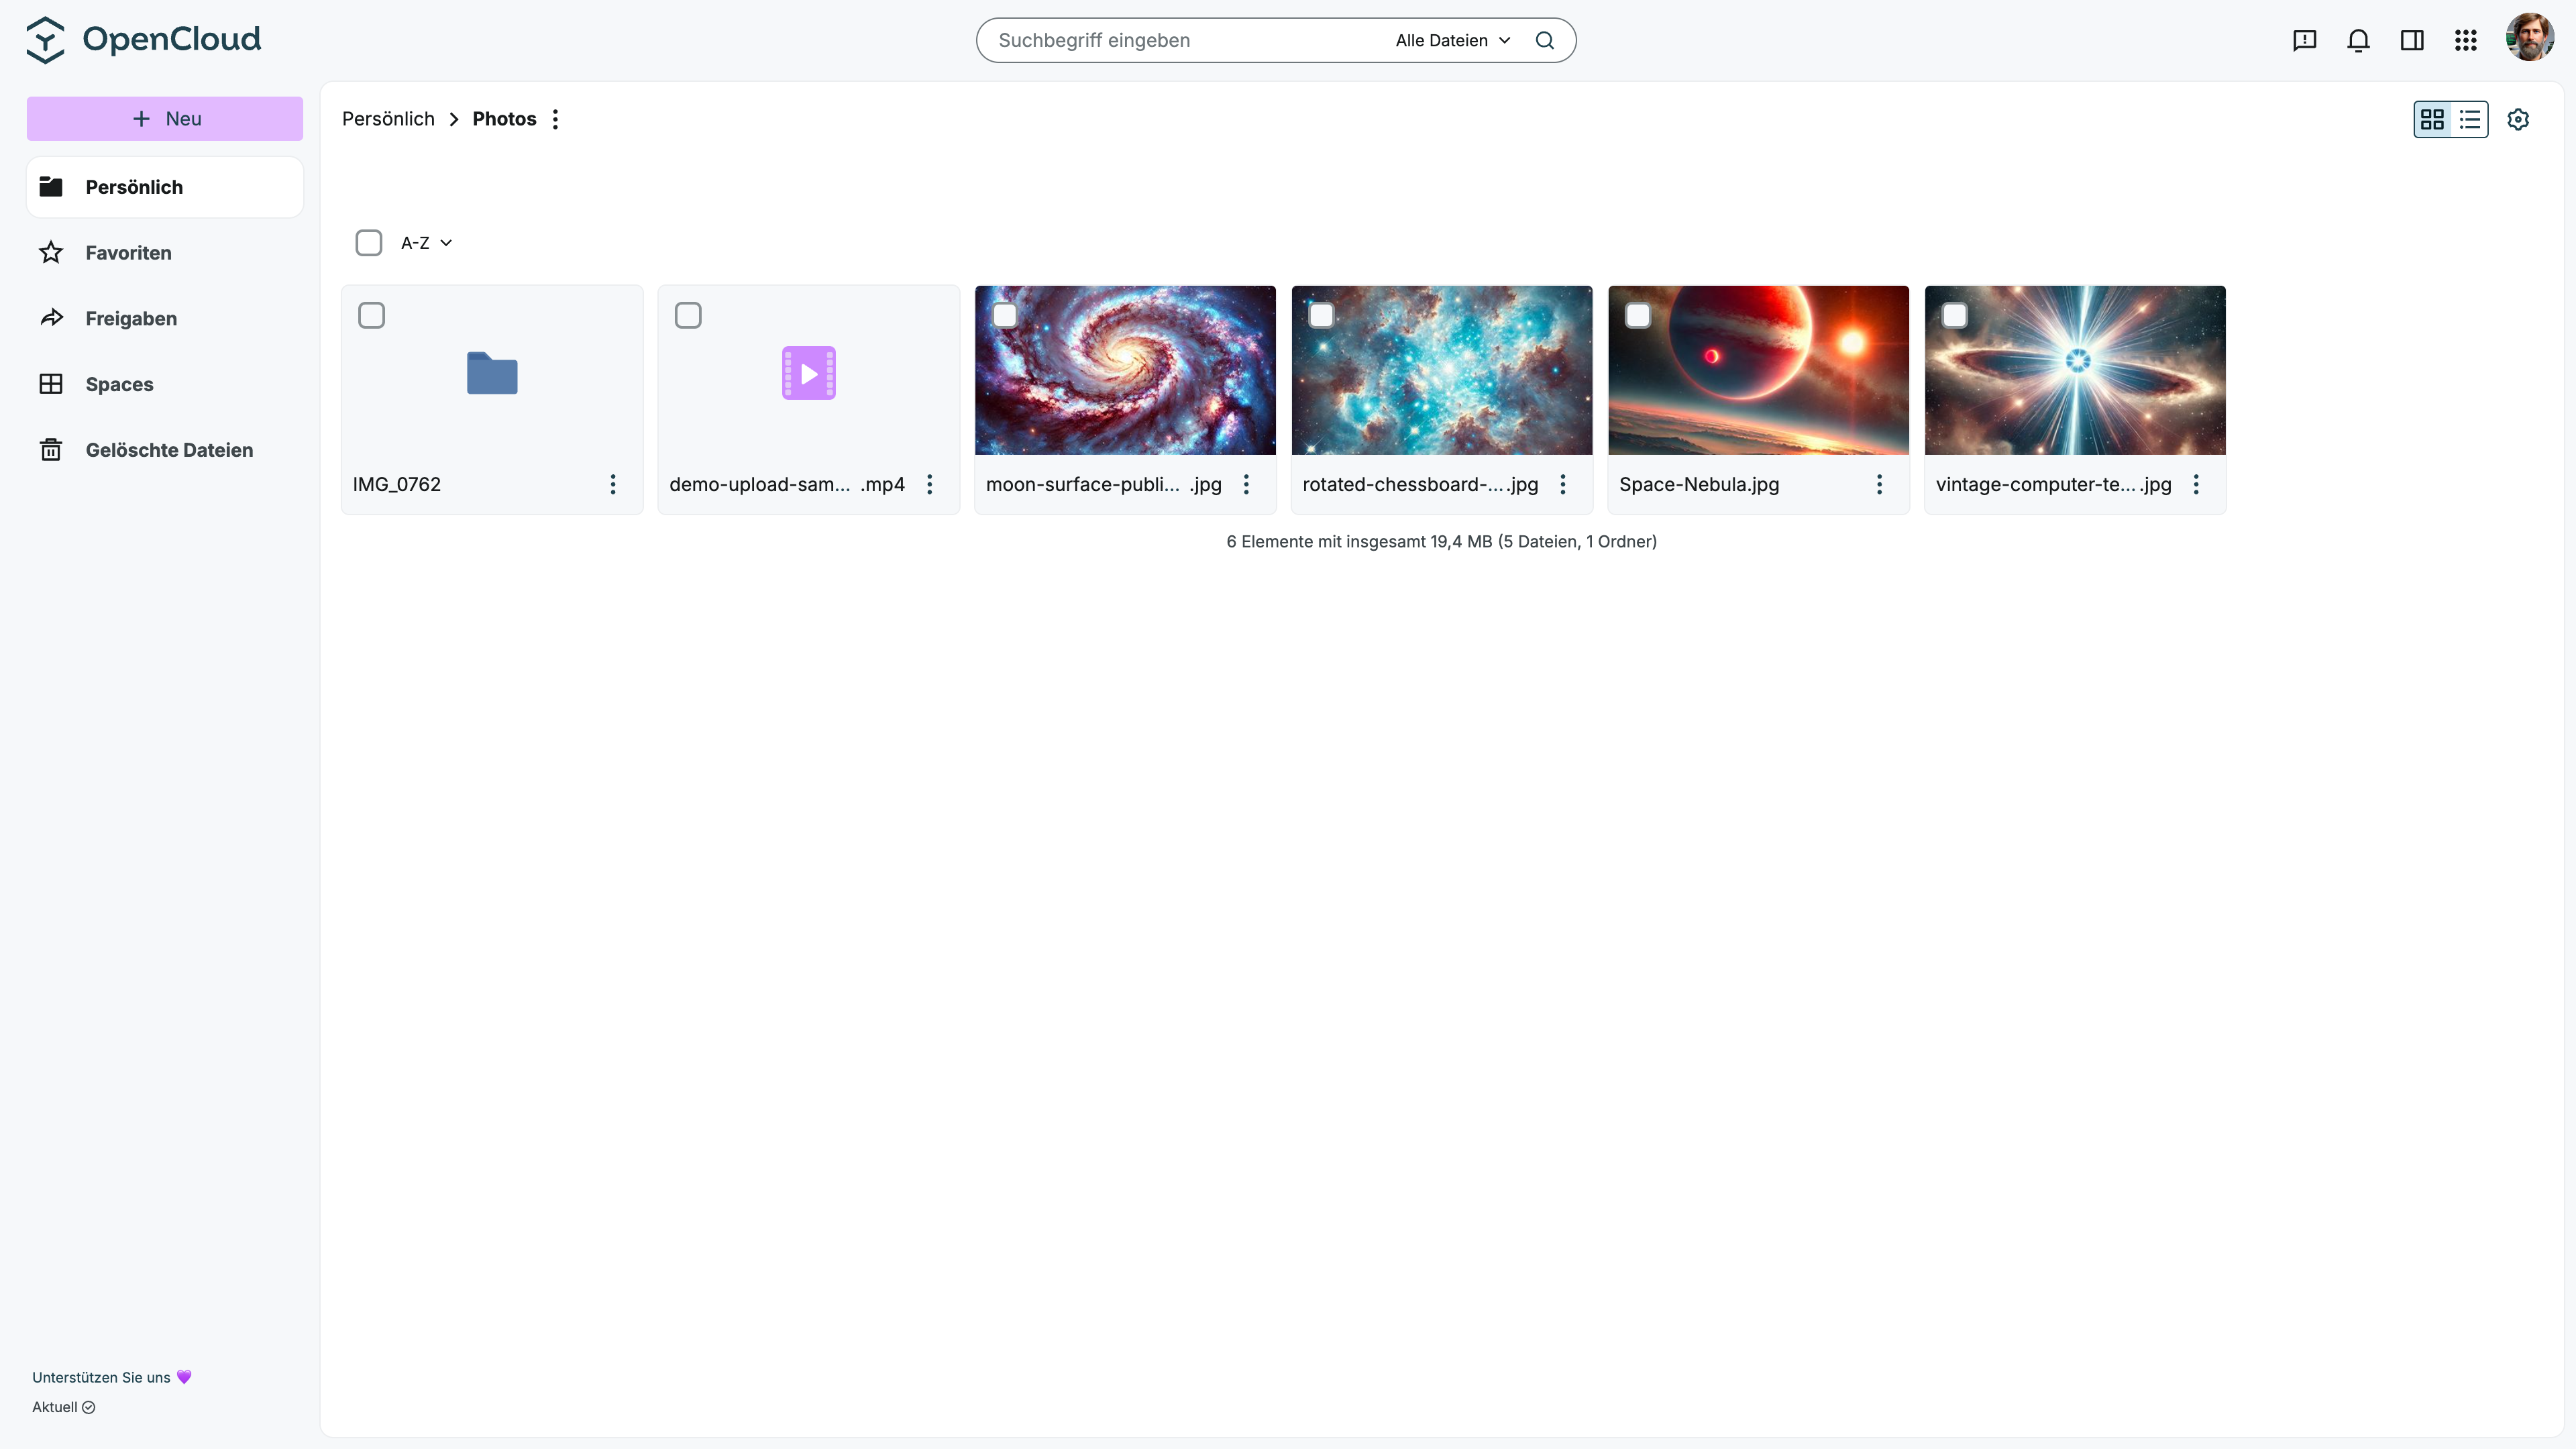 OpenCloud
Suchbegriff eingeben
Alle Dateien
Neu
Persönlich
Favoriten
Freigaben
Spaces
Gelöschte Dateien
Persönlich
Photos
A-Z
IMG_0762
demo-upload-sam... .mp4
moon-surface-publi... .jpg
rotated-chessboard-....jpg
Space-Nebula.jpg
vintage-computer-te....jpg
6 Elemente mit insgesamt 19,4 MB (5 Dateien, 1 Ordner)
Unterstützen Sie uns 💜
Aktuell